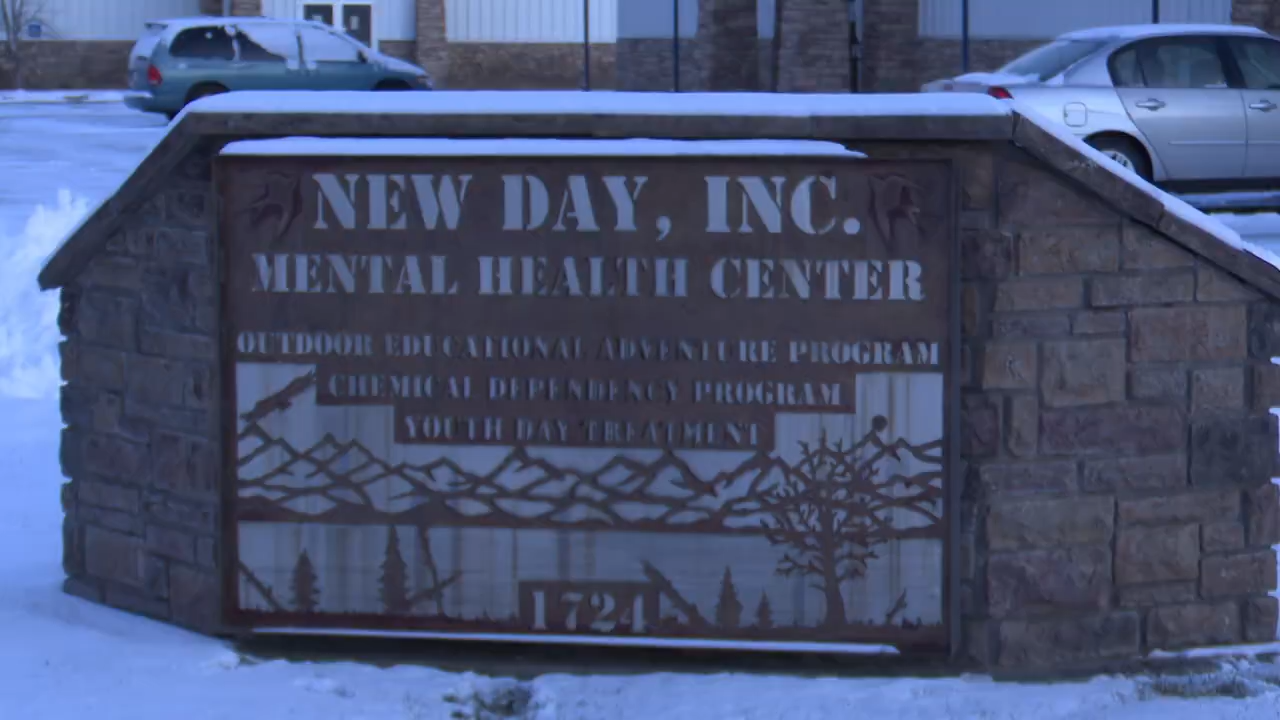 NEW DAY, INC.
MENTAL HEALTH CENTER
OUTDOOR EDUCATIONAL ADVENTURE PROGRAM
CHEMICAL DEPENDENCY PROGRAM
YOUTH DAY TREATMENT
1724